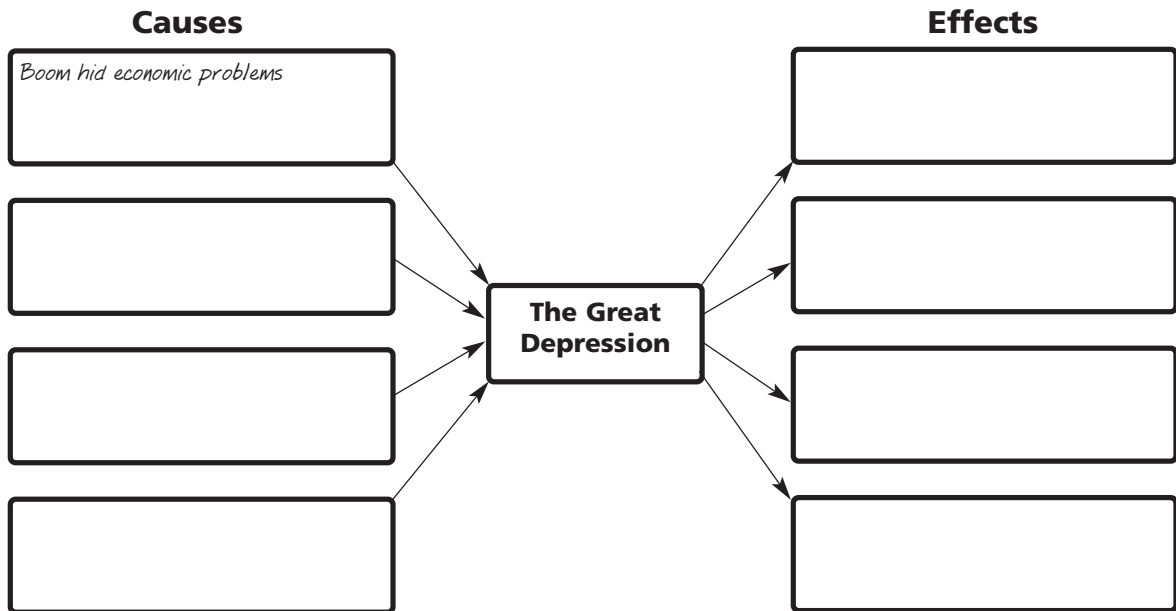 Causes
Effects
Boom hid economic problems
The Great
Depression